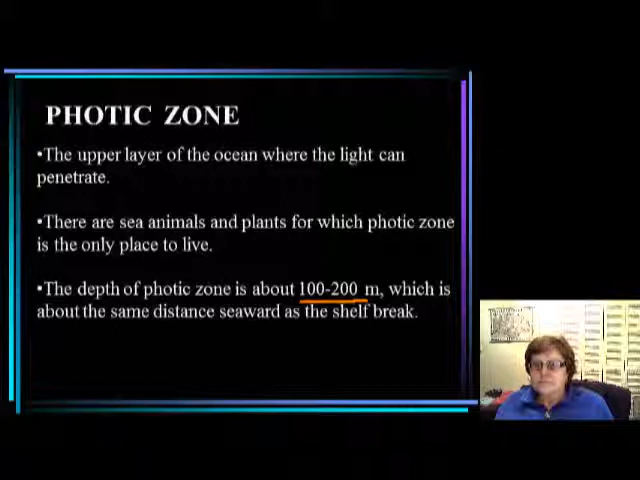 PHOTIC ZONE
•The upper layer of the ocean where the light can
penetrate.
•There are sea animals and plants for which photic zone
is the only place to live.
•The depth of photic zone is about 100-200 m, which is
about the same distance seaward as the shelf break.